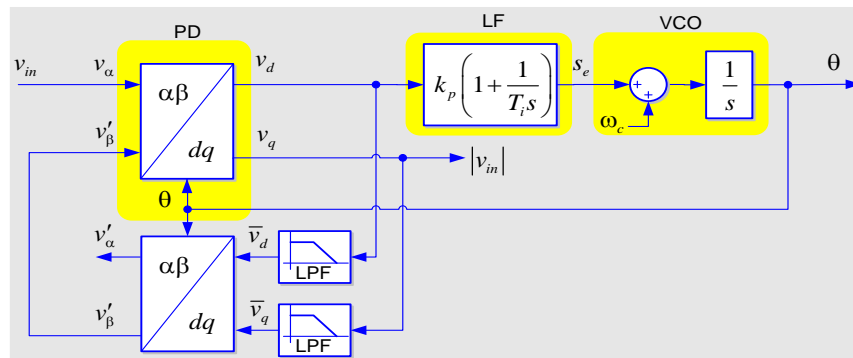 PD LF VCO
v_in v_α v_d k_p(1 + 1/(T_i s)) s_e + + 1/s θ
αβ
ω_c
v′_β dq v_q |v_in|
θ
v′_α αβ v̅_d LPF
v′_β dq v̅_q LPF